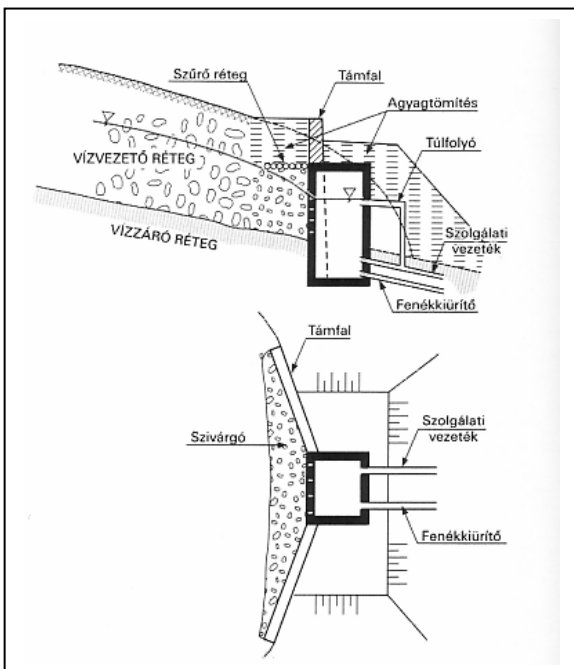 Szűrő réteg
Támfal
Agyagtömítés
Túlfolyó
VÍZVEZETŐ RÉTEG
VÍZZÁRÓ RÉTEG
Szolgálati
vezeték
Fenékkiürítő
Támfal
Szivárgó
Szolgálati
vezeték
Fenékkiürítő